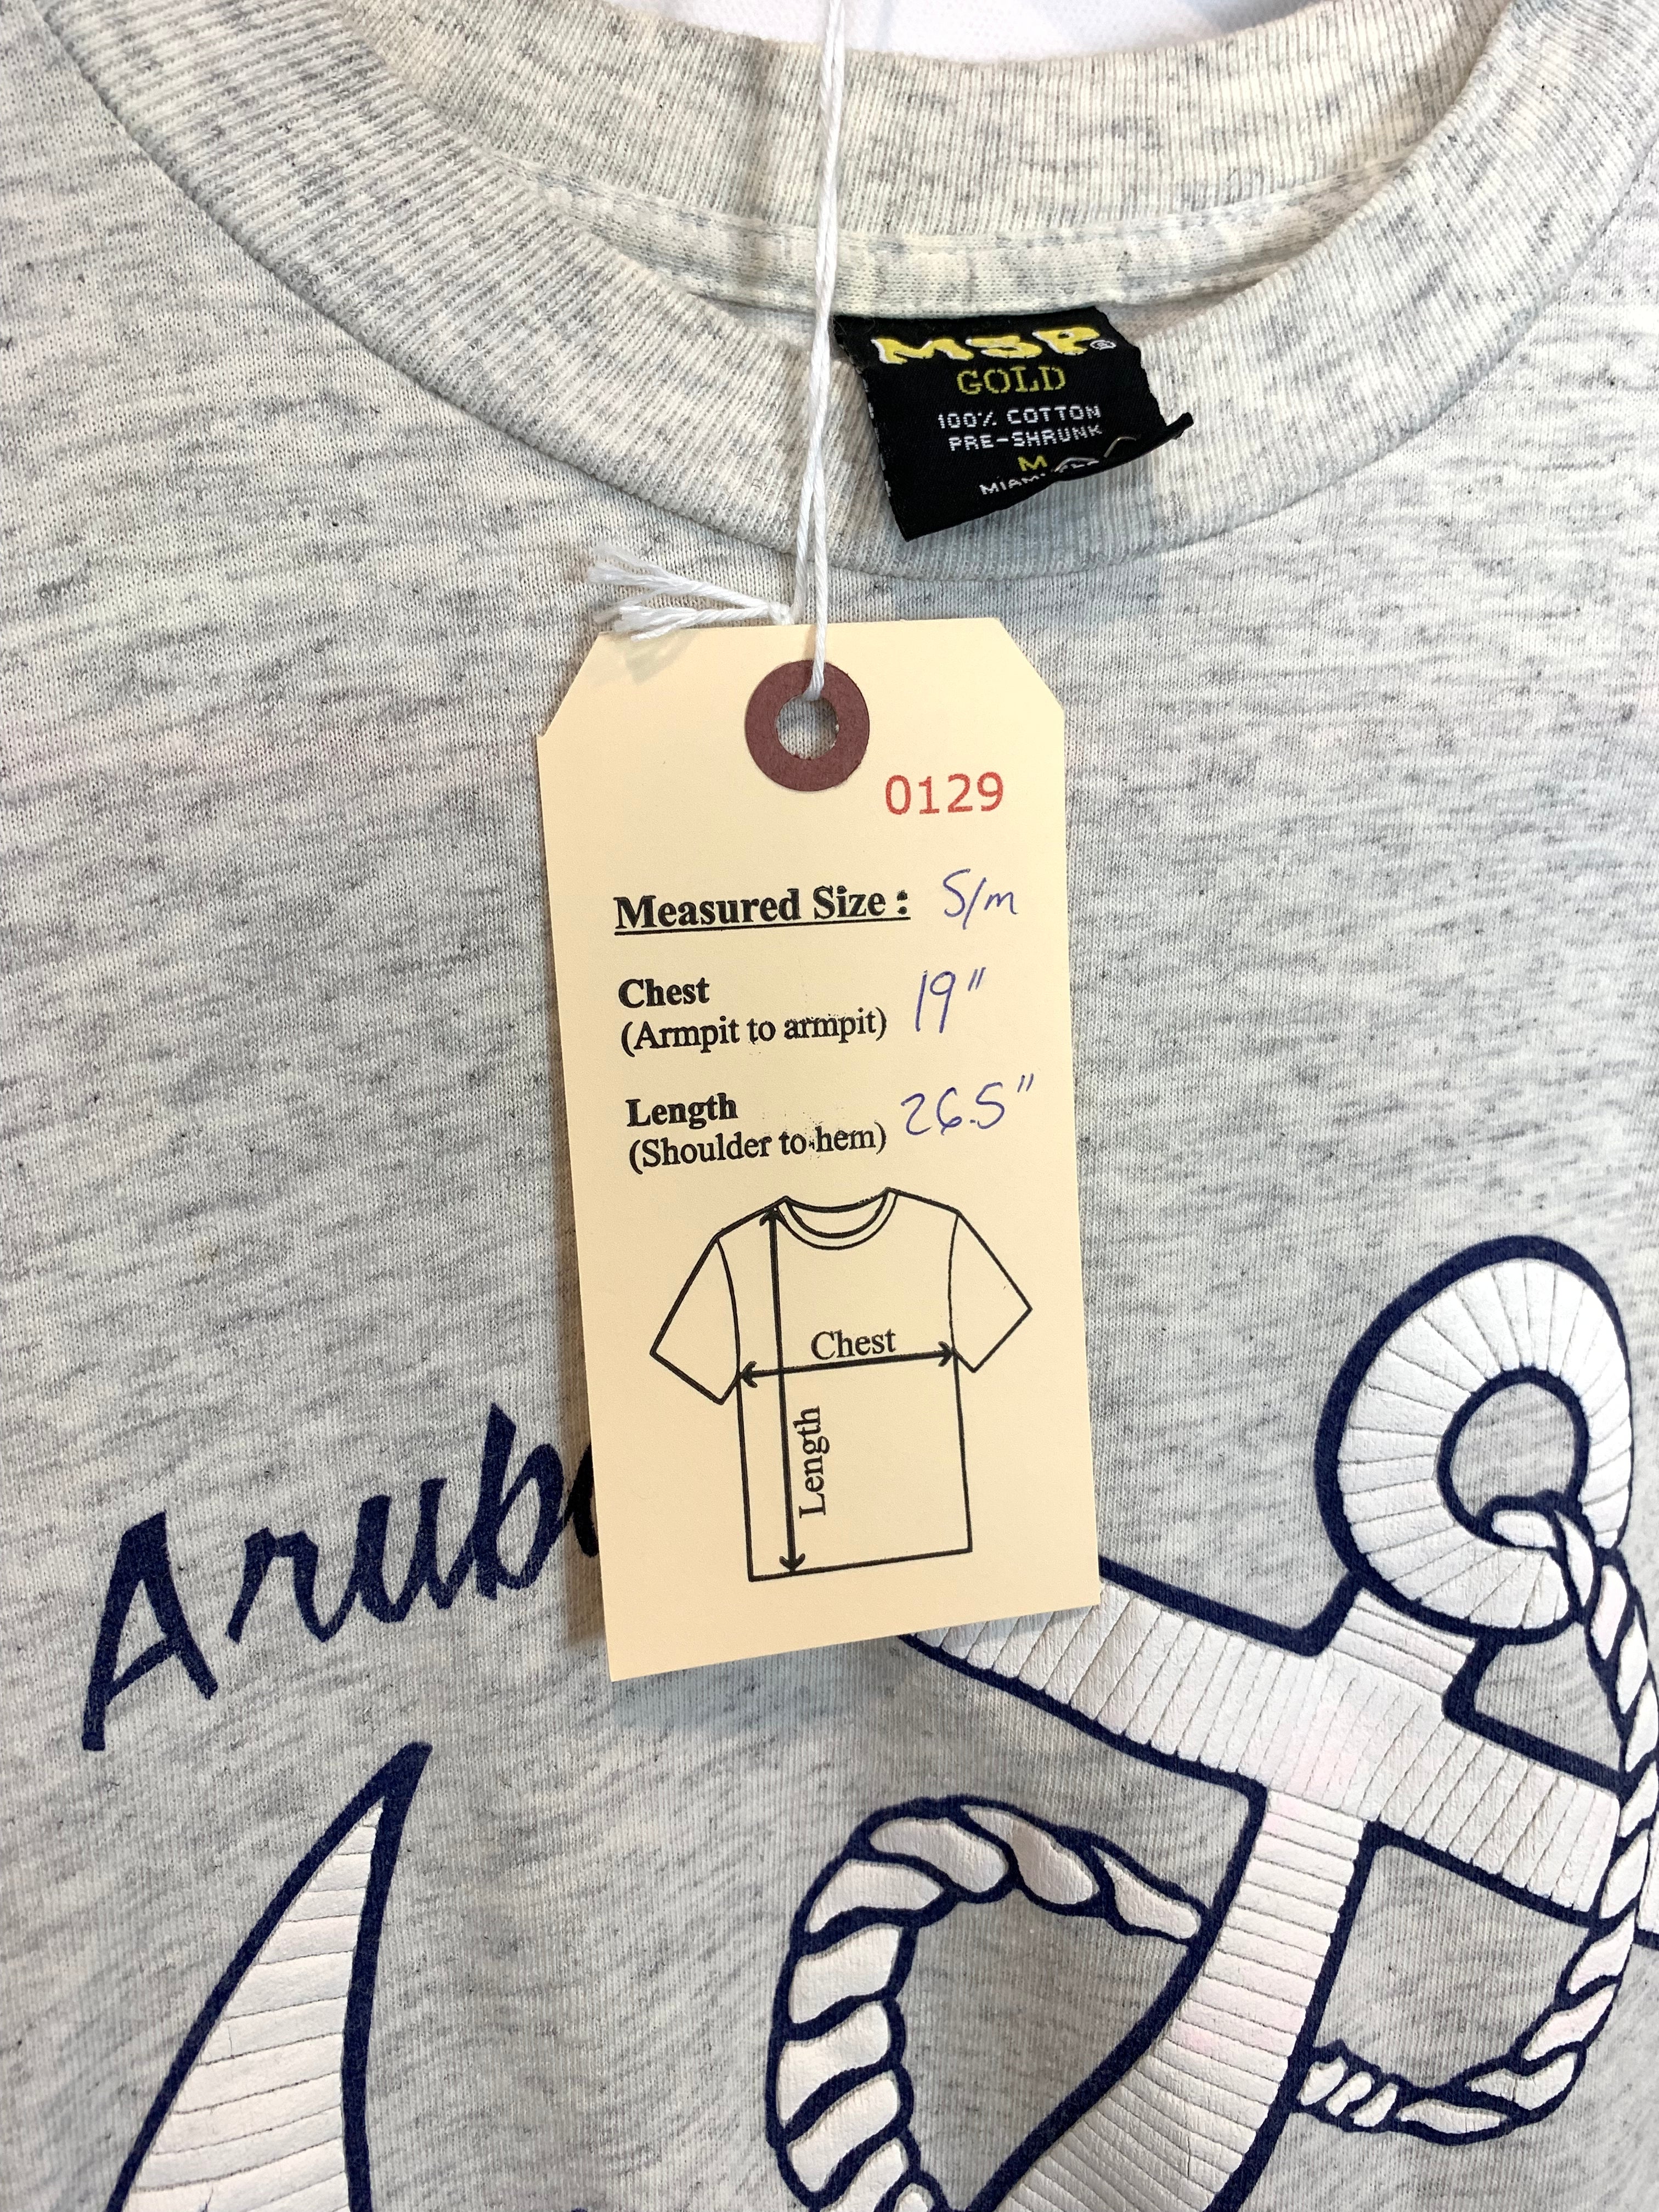 MSP
GOLD
100% COTTON
PRE-SHRUNK
M
0129
Measured Size : S/m
Chest
(Armpit to armpit) 19"
Length
(Shoulder to hem) 26.5"
Chest
Length
Arub